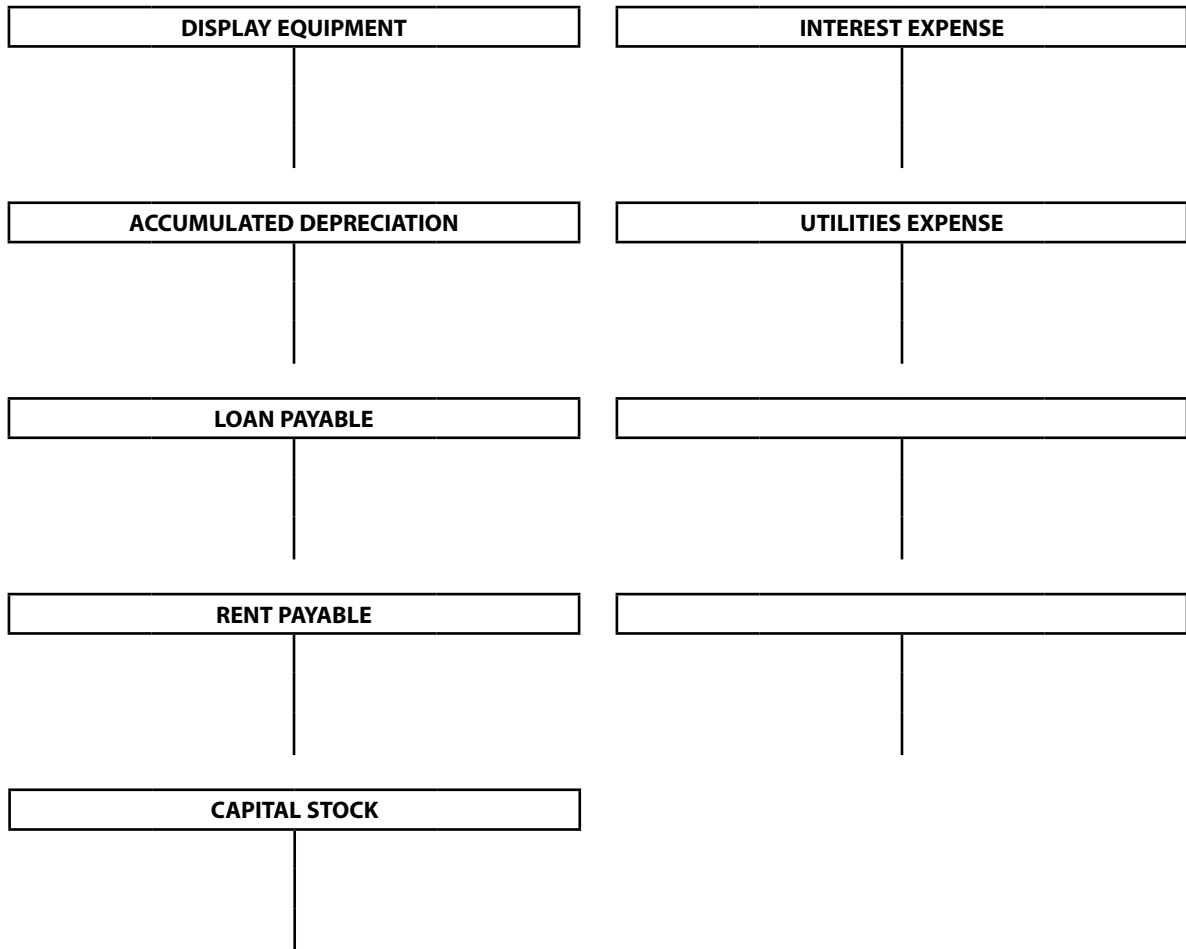 DISPLAY EQUIPMENT
INTEREST EXPENSE
ACCUMULATED DEPRECIATION
UTILITIES EXPENSE
LOAN PAYABLE
RENT PAYABLE
CAPITAL STOCK